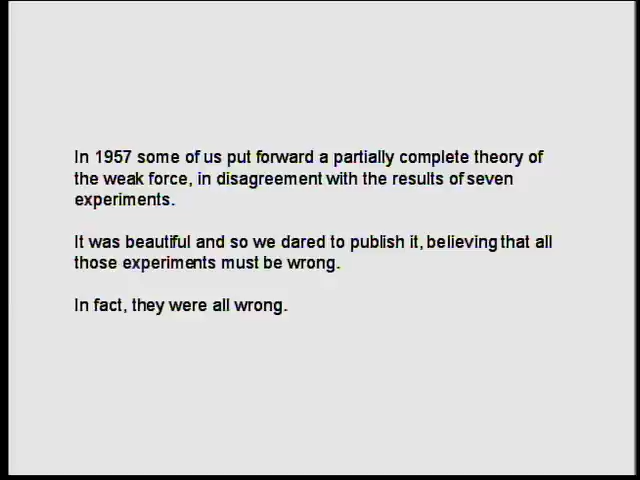 In 1957 some of us put forward a partially complete theory of
the weak force, in disagreement with the results of seven
experiments.
It was beautiful and so we dared to publish it, believing that all
those experiments must be wrong.
In fact, they were all wrong.